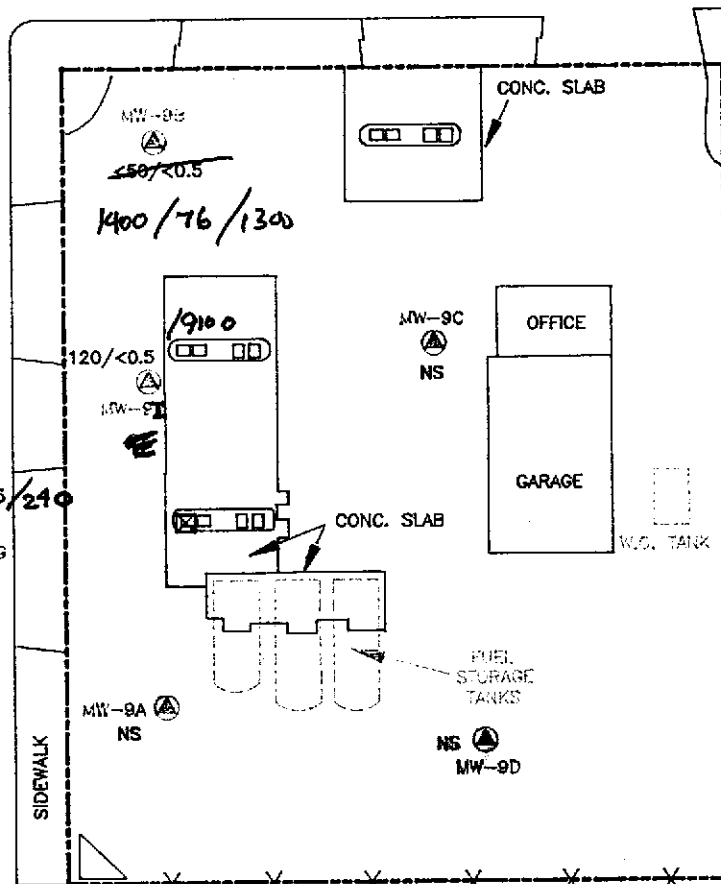 CONC. SLAB
MW-9B
<50/<0.5
1400/76/1300
/9100
MW-9C
NS
OFFICE
120/<0.5
GARAGE
/240
CONC. SLAB
W.O. TANK
FUEL
STORAGE
TANKS
MW-9A
NS
NS
MW-9D
SIDEWALK